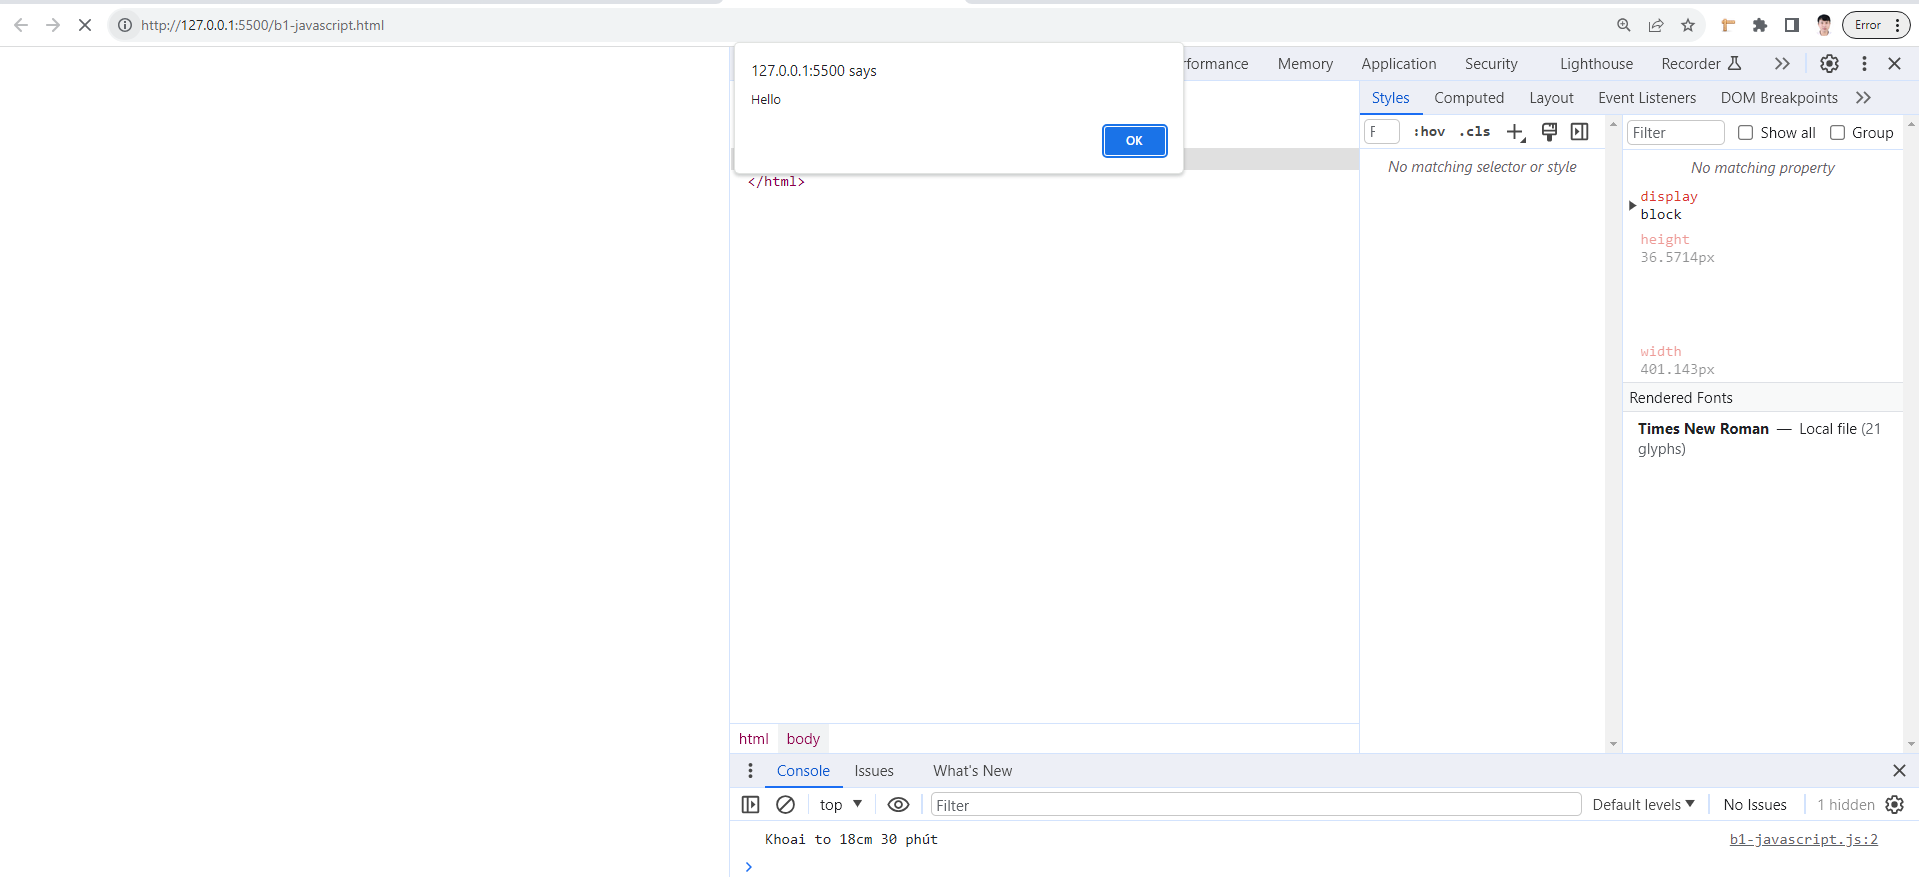 http://127.0.0.1:5500/b1-javascript.html
Error
127.0.0.1:5500 says
Hello
OK
rformance
Memory
Application
Security
Lighthouse
Recorder
Styles
Computed
Layout
Event Listeners
DOM Breakpoints
F
:hov
.cls
Filter
Show all
Group
No matching selector or style
No matching property
</html>
display
block
height
36.5714px
width
401.143px
Rendered Fonts
Times New Roman — Local file (21
glyphs)
html
body
Console
Issues
What's New
top
Filter
Default levels
No Issues
1 hidden
Khoai to 18cm 30 phút
b1-javascript.js:2